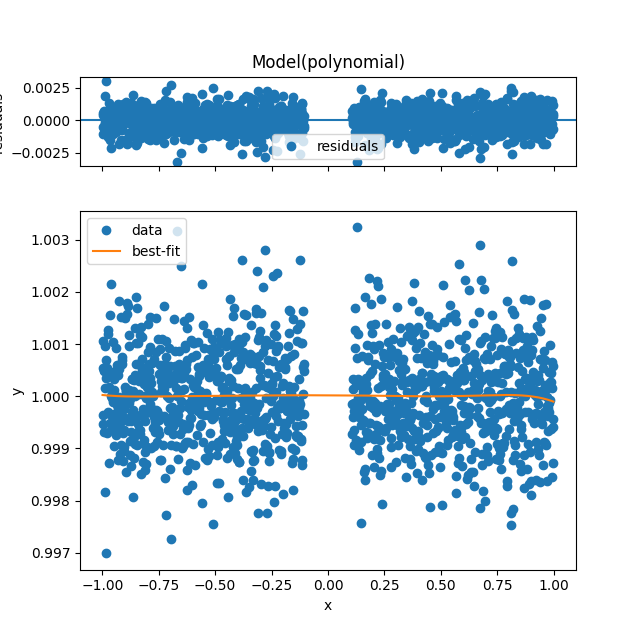 Model(polynomial)
0.0025
0.0000
−0.0025
residuals
residuals
1.003
1.002
1.001
1.000
0.999
0.998
0.997
y
data
best-fit
−1.00 −0.75 −0.50 −0.25 0.00 0.25 0.50 0.75 1.00
x